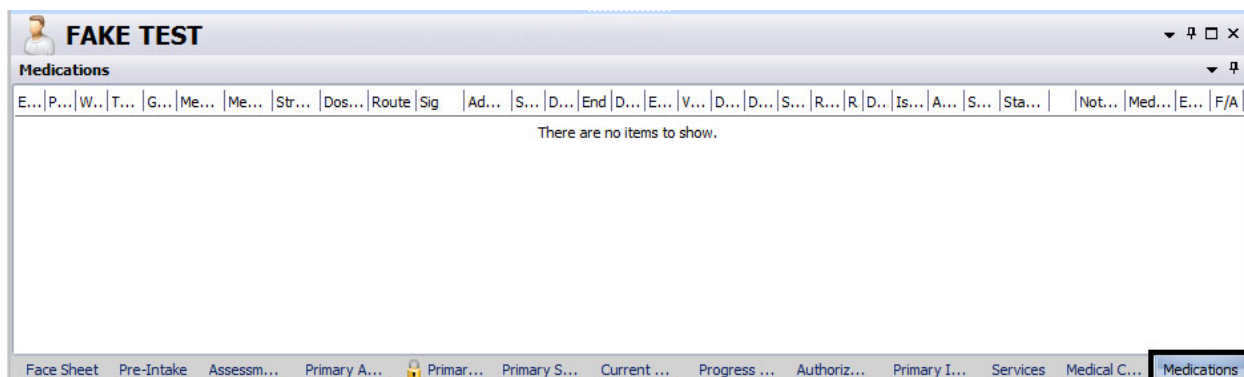 FAKE TEST
Medications
E... P... W... T... G... Me... Me... Str... Dos... Route Sig Ad... S... D... End D... E... V... D... D... S... R... R D... Is... A... S... Sta... Not... Med... E... F/A
There are no items to show.
Face Sheet Pre-Intake Assessm... Primary A... Primar... Primary S... Current ... Progress ... Authoriz... Primary I... Services Medical C... Medications